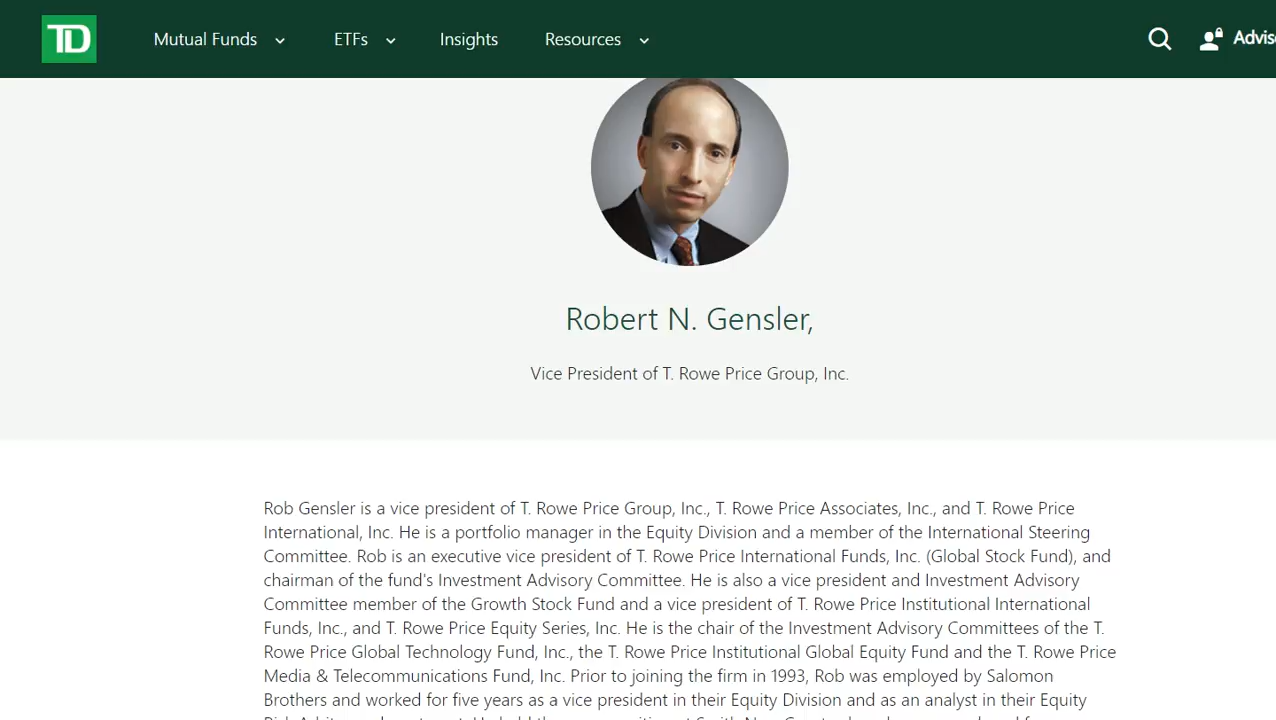 TD
Mutual Funds ETFs Insights Resources
Robert N. Gensler,
Vice President of T. Rowe Price Group, Inc.
Rob Gensler is a vice president of T. Rowe Price Group, Inc., T. Rowe Price Associates, Inc., and T. Rowe Price
International, Inc. He is a portfolio manager in the Equity Division and a member of the International Steering
Committee. Rob is an executive vice president of T. Rowe Price International Funds, Inc. (Global Stock Fund), and
chairman of the fund's Investment Advisory Committee. He is also a vice president and Investment Advisory
Committee member of the Growth Stock Fund and a vice president of T. Rowe Price Institutional International
Funds, Inc., and T. Rowe Price Equity Series, Inc. He is the chair of the Investment Advisory Committees of the T.
Rowe Price Global Technology Fund, Inc., the T. Rowe Price Institutional Global Equity Fund and the T. Rowe Price
Media & Telecommunications Fund, Inc. Prior to joining the firm in 1993, Rob was employed by Salomon
Brothers and worked for five years as a vice president in their Equity Division and as an analyst in their Equity